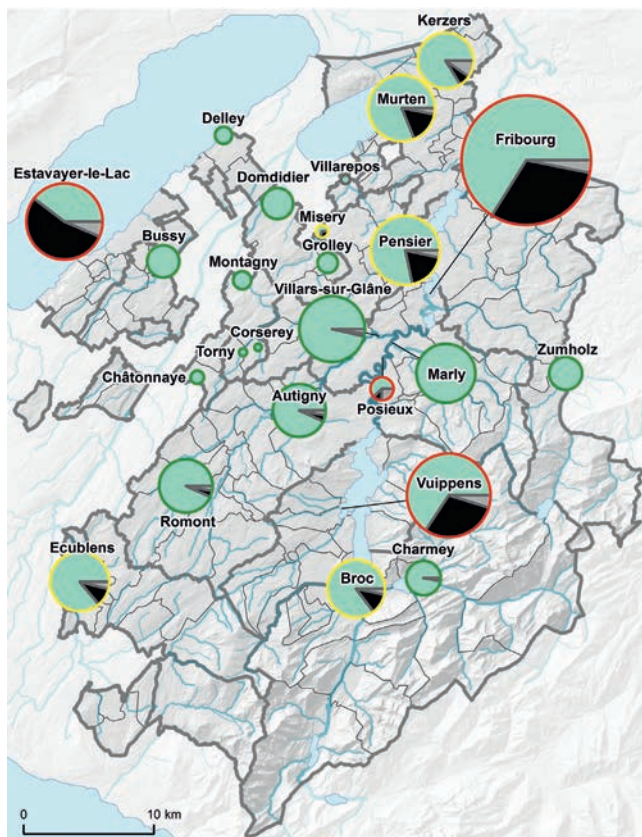 Kerzers
Murten
Delley
Fribourg
Villarepos
Estavayer-le-Lac
Domdidier
Misery
Pensier
Bussy
Grolley
Montagny
Villars-sur-Glâne
Corserey
Torny
Zumholz
Marly
Châtonnaye
Autigny
Posieux
Vuippens
Romont
Ecublens
Charmey
Broc
0 10 km